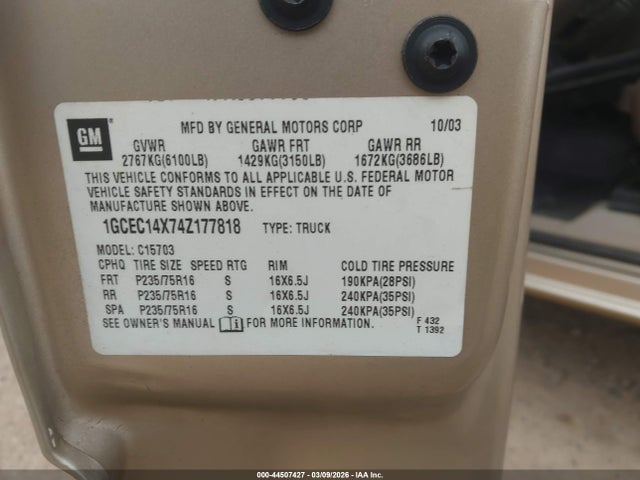 GM
MFD BY GENERAL MOTORS CORP 10/03
GVWR GAWR FRT GAWR RR
2767KG(6100LB) 1429KG(3150LB) 1672KG(3686LB)
THIS VEHICLE CONFORMS TO ALL APPLICABLE U.S. FEDERAL MOTOR
VEHICLE SAFETY STANDARDS IN EFFECT ON THE DATE OF
MANUFACTURE SHOWN ABOVE.
1GCEC14X74Z177818 TYPE: TRUCK
MODEL: C15703
CPHQ TIRE SIZE SPEED RTG RIM COLD TIRE PRESSURE
FRT P235/75R16 S 16X6.5J 190KPA(28PSI)
RR P235/75R16 S 16X6.5J 240KPA(35PSI)
SPA P235/75R16 S 16X6.5J 240KPA(35PSI)
SEE OWNER'S MANUAL FOR MORE INFORMATION. F 432
T 1392
000-44507427 - 03/09/2026 - IAA Inc.